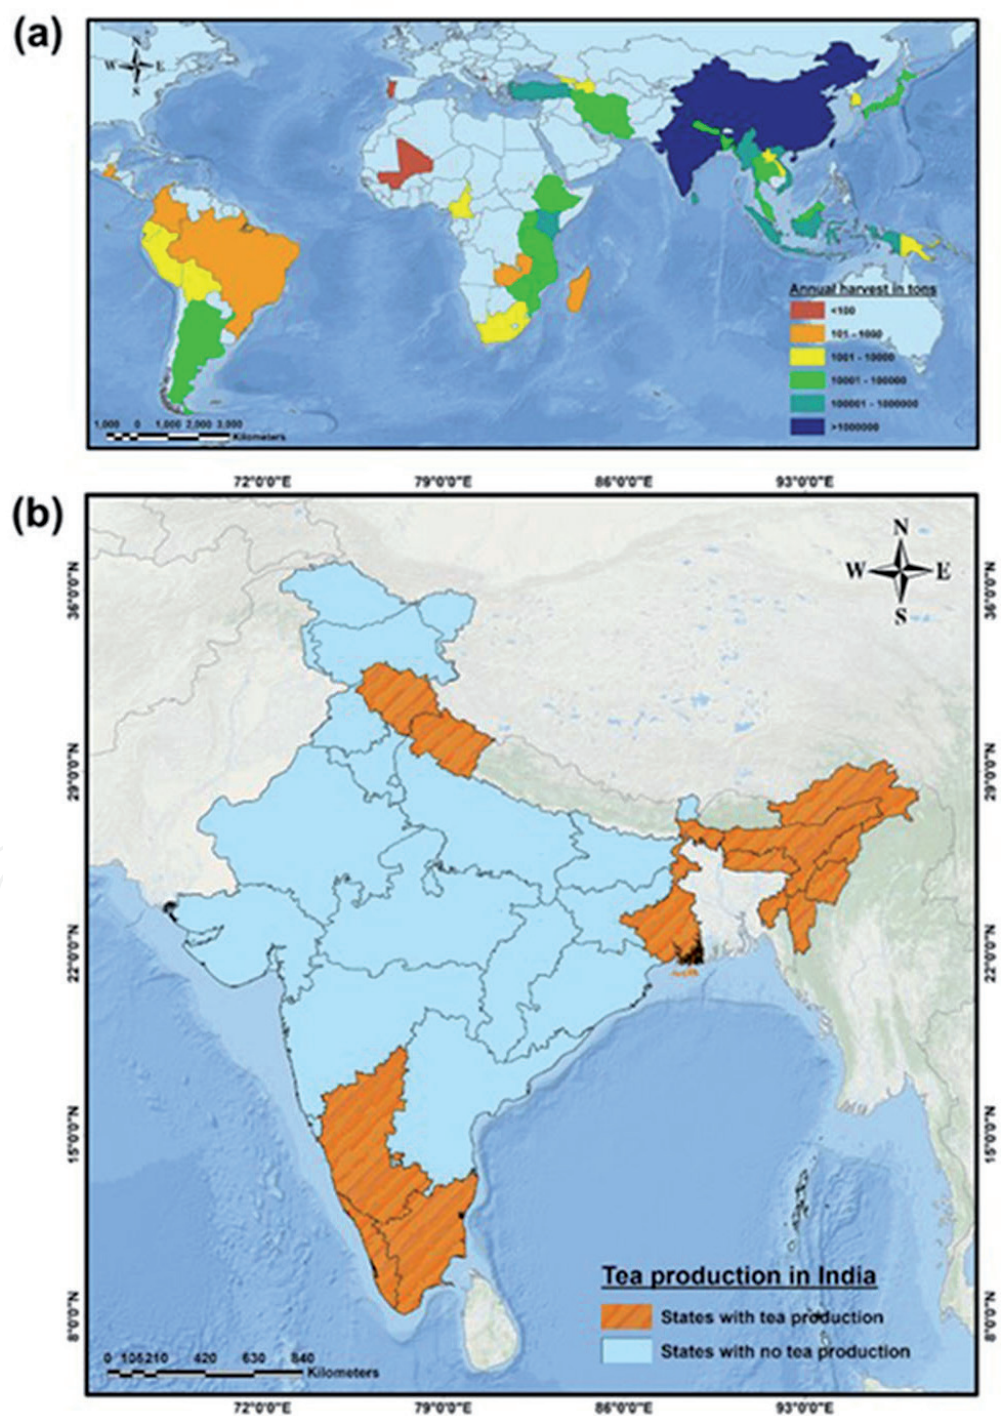 (a)
N
W E
S
Annual harvest in tons
<100
101 - 1000
1001 - 10000
10001 - 100000
100001 - 1000000
>1000000
1,000 0 1,000 2,000 3,000
Kilometers
(b)
72°0'0"E 79°0'0"E 86°0'0"E 93°0'0"E
N
W E
S
36°0'0"N 36°0'0"N
29°0'0"N 29°0'0"N
22°0'0"N 22°0'0"N
15°0'0"N 15°0'0"N
8°0'0"N 8°0'0"N
Tea production in India
States with tea production
States with no tea production
0 105210 420 630 840
Kilometers
72°0'0"E 79°0'0"E 86°0'0"E 93°0'0"E